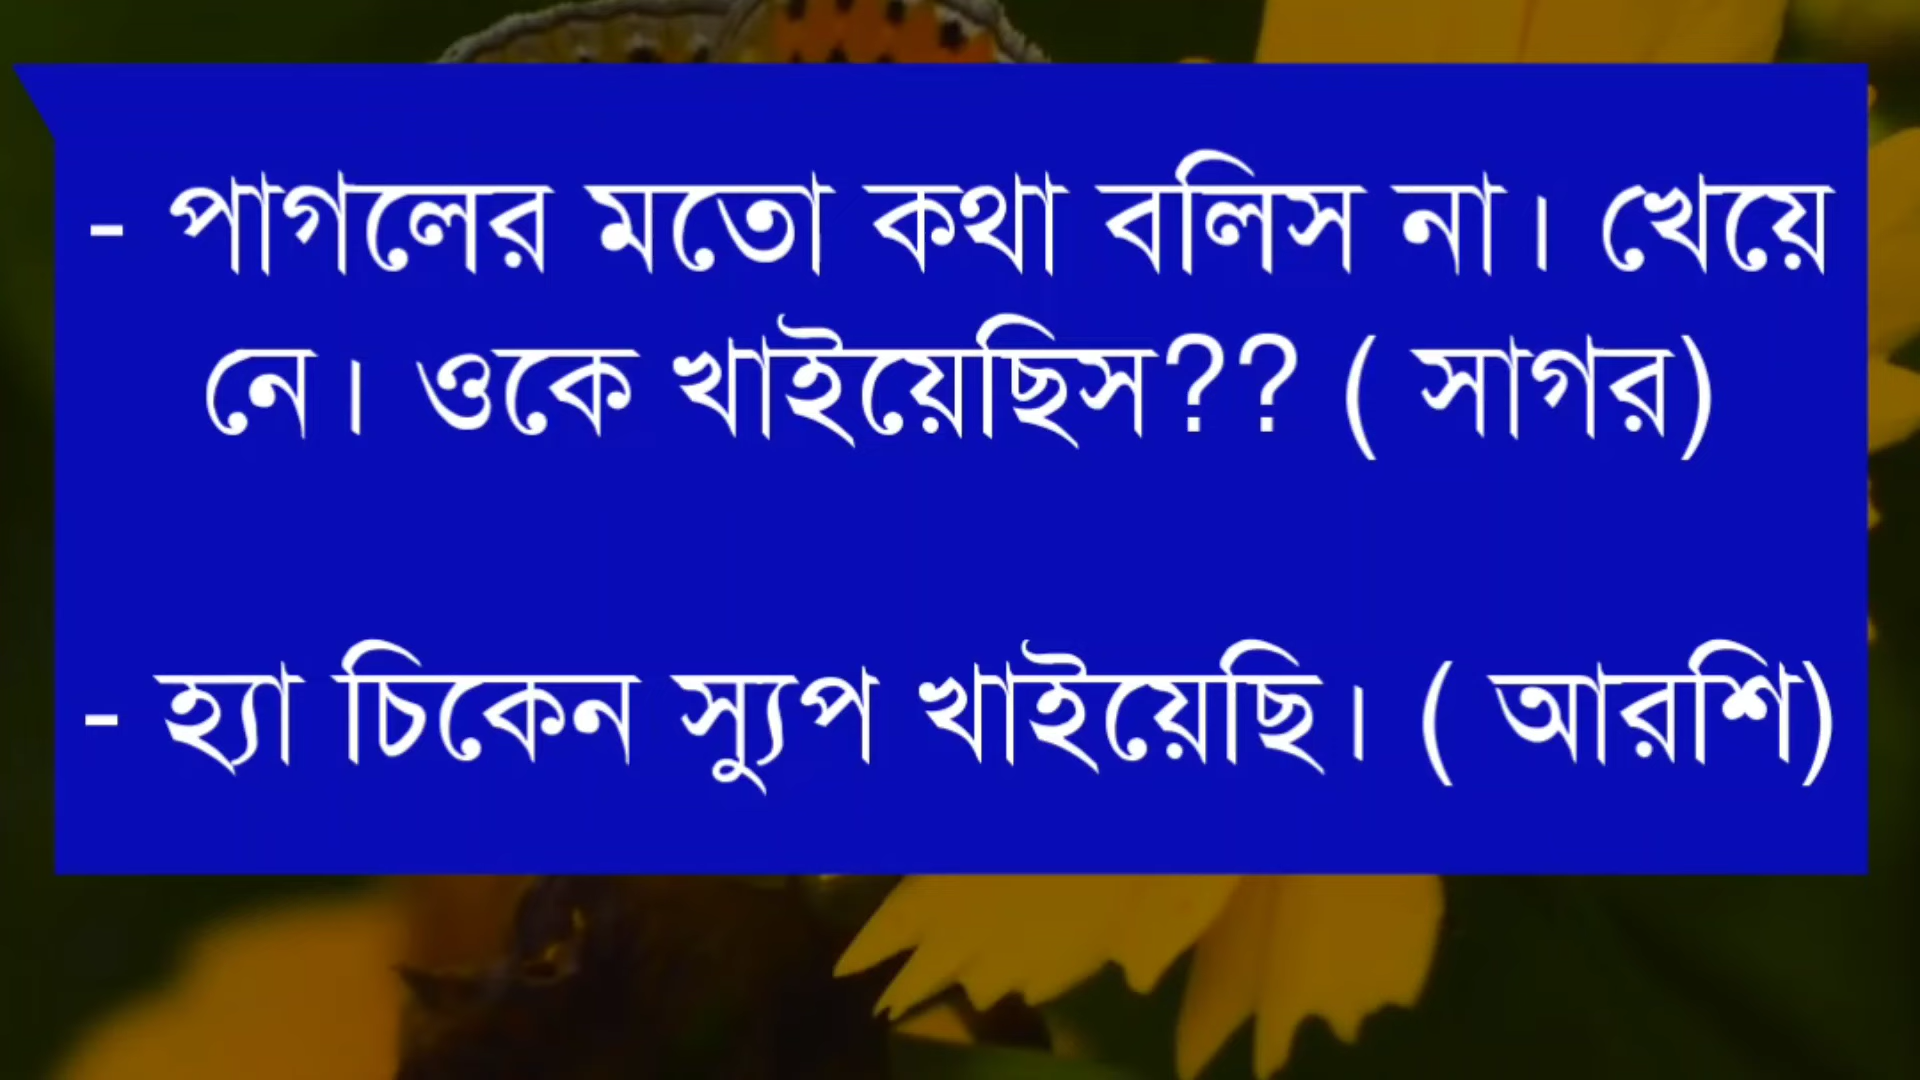 - পাগলের মতো কথা বলিস না। খেয়ে
নে। ওকে খাইয়েছিস?? ( সাগর)
- হ্যা চিকেন স্যুপ খাইয়েছি। ( আরশি)